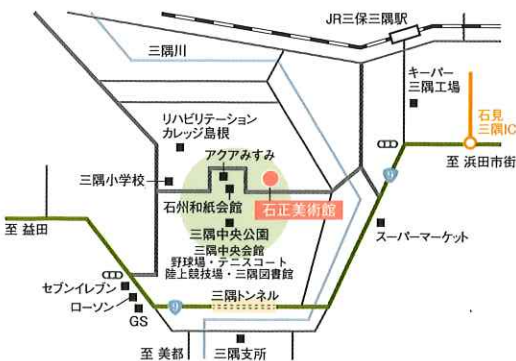 JR三保三隅駅
三隅川
キーパー
三隅工場
石見
三隅IC
リハビリテーション
カレッジ島根
至 浜田市街
アクアみすみ
9
三隅小学校
石州和紙会館
石正美術館
三隅中央公園
スーパーマーケット
至 益田
三隅中央会館
野球場・テニスコート
陸上競技場・三隅図書館
セブンイレブン
ローソン
9
三隅トンネル
GS
至 美都
三隅支所